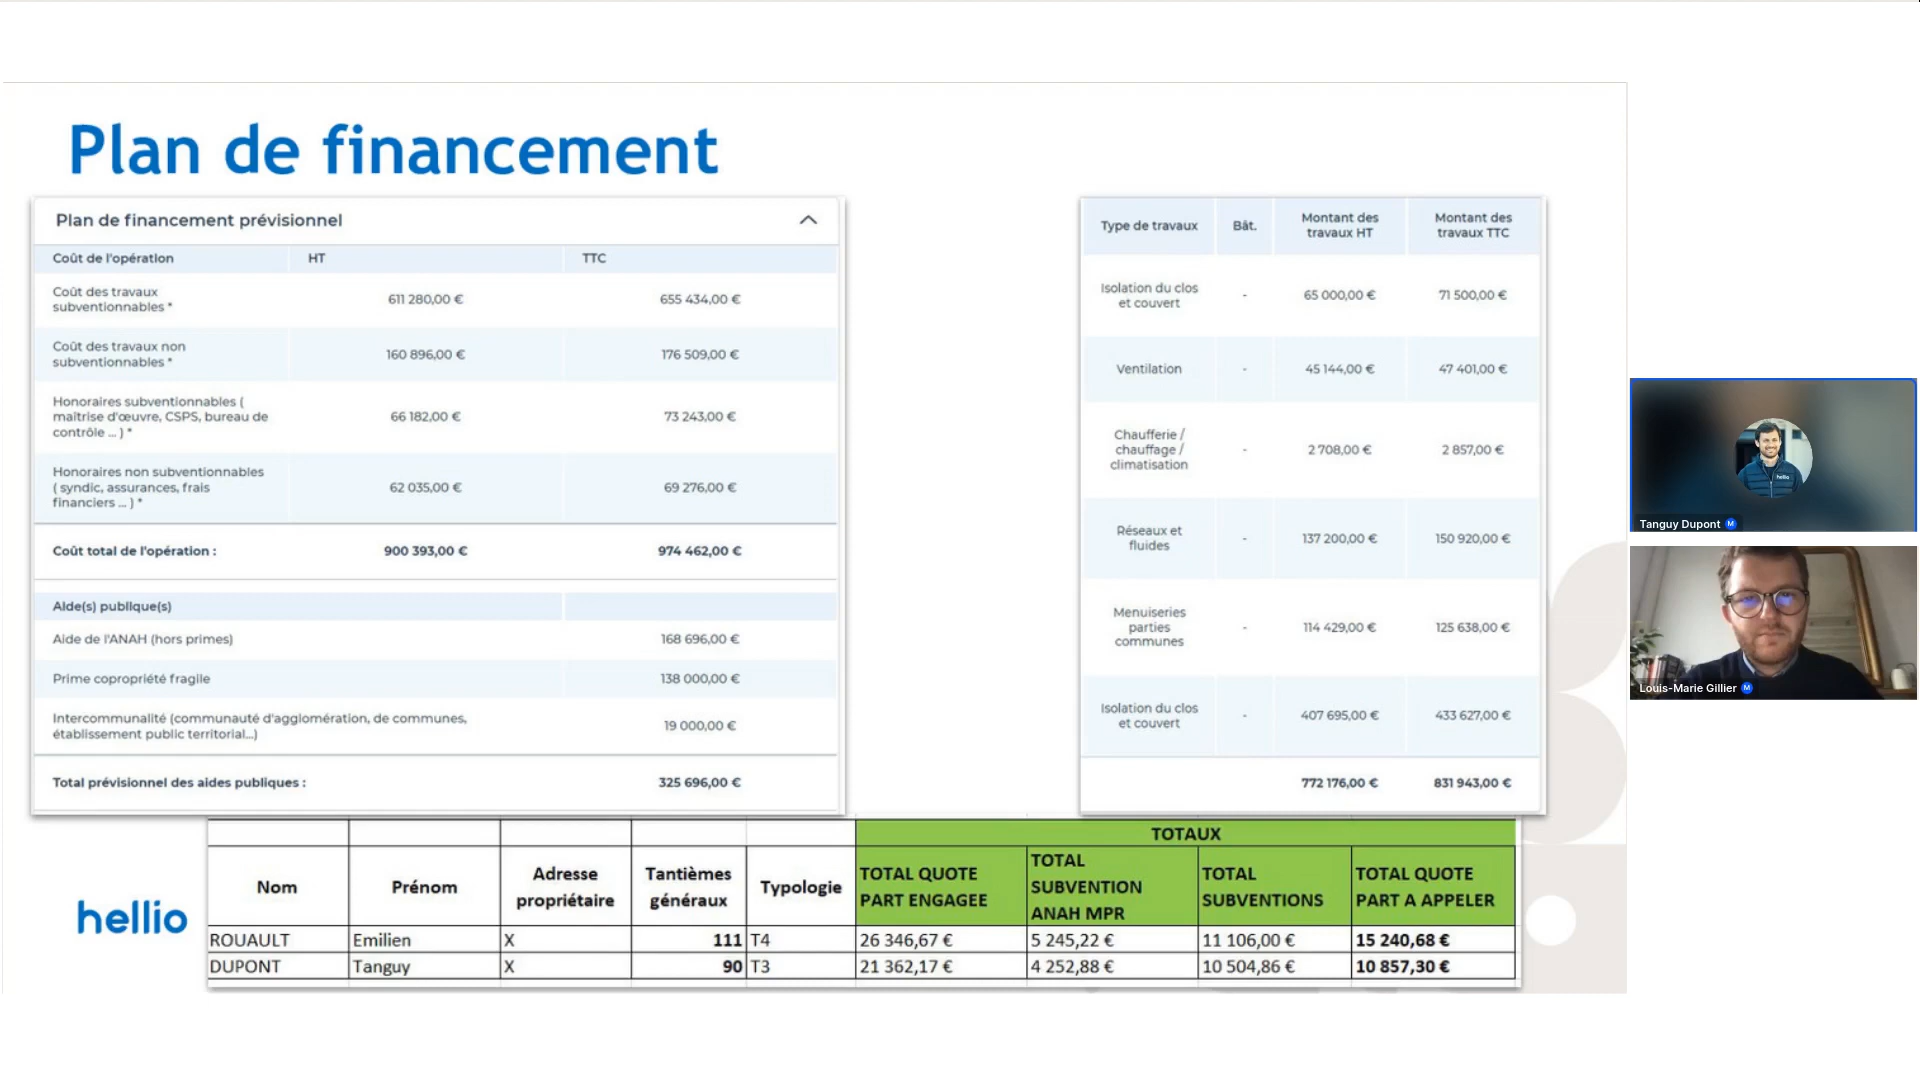 Plan de financement
Plan de financement prévisionnel
Coût de l'opération HT TTC
Coût des travaux
subventionnables * 611 280,00 € 655 434,00 €
Coût des travaux non
subventionnables * 160 896,00 € 176 509,00 €
Honoraires subventionnables (
maîtrise d'œuvre, CSPS, bureau de
contrôle ... ) * 66 182,00 € 73 243,00 €
Honoraires non subventionnables
( syndic, assurances, frais
financiers ... ) * 62 035,00 € 69 276,00 €
Coût total de l'opération : 900 393,00 € 974 462,00 €
Aide(s) publique(s)
Aide de l'ANAH (hors primes) 168 696,00 €
Prime copropriété fragile 138 000,00 €
Intercommunalité (communauté d'agglomération, de communes,
établissement public territorial...) 19 000,00 €
Total prévisionnel des aides publiques : 325 696,00 €
Type de travaux Bât. Montant des
travaux HT Montant des
travaux TTC
Isolation du clos
et couvert - 65 000,00 € 71 500,00 €
Ventilation - 45 144,00 € 47 401,00 €
Chaufferie /
chauffage /
climatisation - 2 708,00 € 2 857,00 €
Réseaux et
fluides - 137 200,00 € 150 920,00 €
Menuiseries
parties
communes - 114 429,00 € 125 638,00 €
Isolation du clos
et couvert - 407 695,00 € 433 627,00 €
772 176,00 € 831 943,00 €
hellio
TOTAUX
Nom Prénom Adresse
propriétaire Tantièmes
généraux Typologie TOTAL QUOTE
PART ENGAGEE TOTAL
SUBVENTION
ANAH MPR TOTAL
SUBVENTIONS TOTAL QUOTE
PART A APPELER
ROUAULT Emilien X 111 T4 26 346,67 € 5 245,22 € 11 106,00 € 15 240,68 €
DUPONT Tanguy X 90 T3 21 362,17 € 4 252,88 € 10 504,86 € 10 857,30 €
hellio
Tanguy Dupont M
Louis-Marie Gillier M